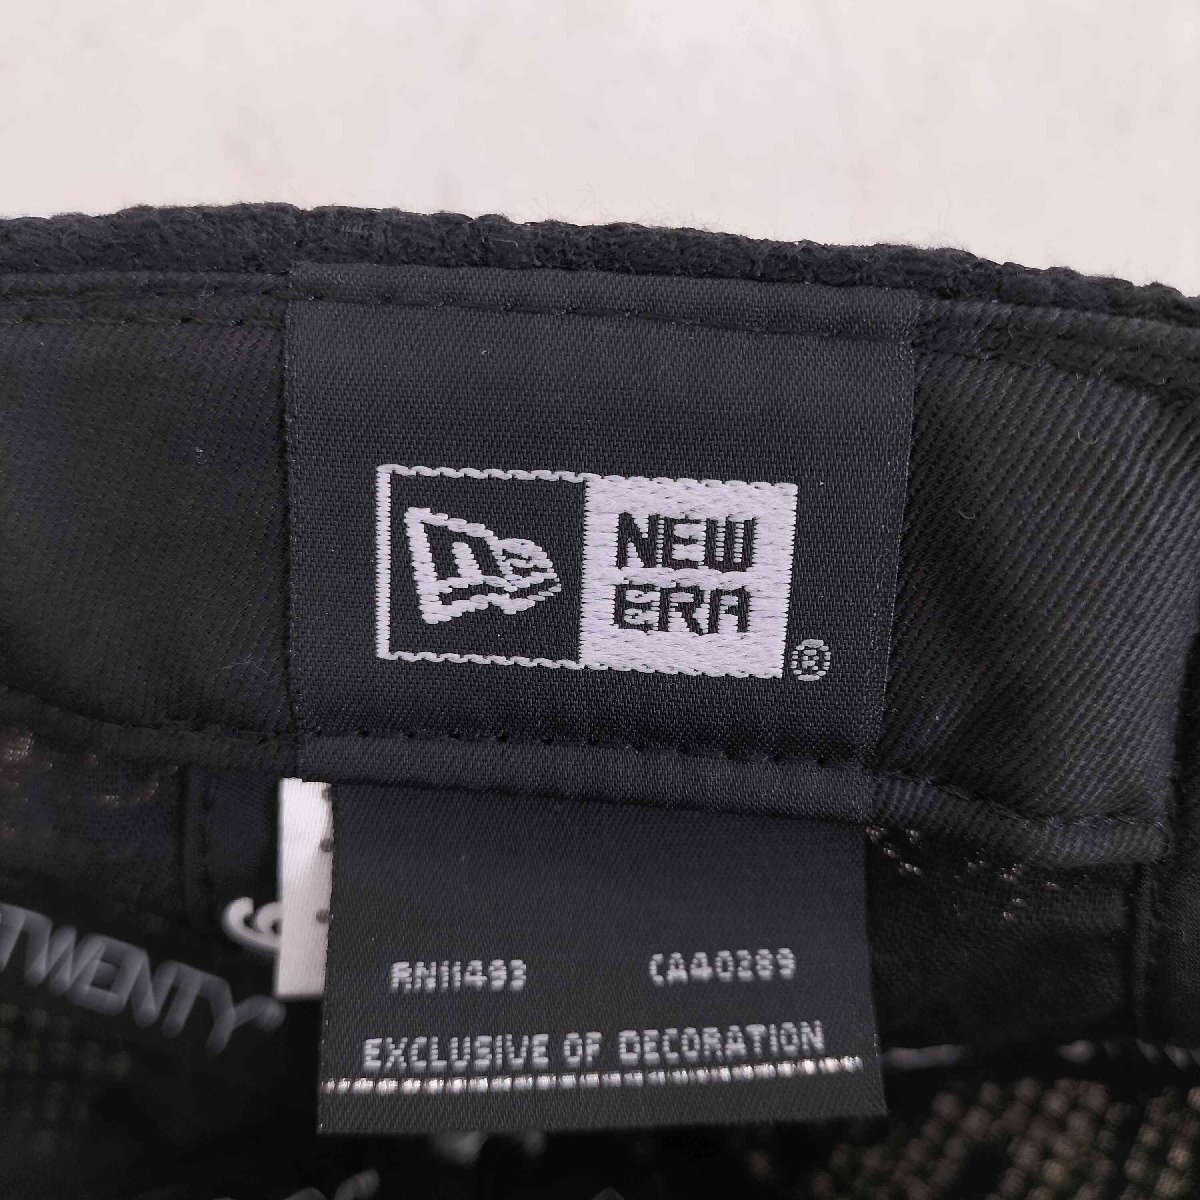 NEW
ERA
®
TWENTY
RN11493 CA40289
EXCLUSIVE OF DECORATION